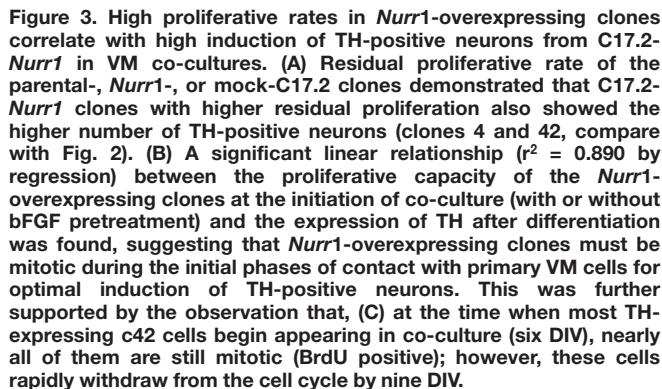 Figure 3. High proliferative rates in Nurr1-overexpressing clones
correlate with high induction of TH-positive neurons from C17.2-
Nurr1 in VM co-cultures. (A) Residual proliferative rate of the
parental-, Nurr1-, or mock-C17.2 clones demonstrated that C17.2-
Nurr1 clones with higher residual proliferation also showed the
higher number of TH-positive neurons (clones 4 and 42, compare
with Fig. 2). (B) A significant linear relationship (r² = 0.890 by
regression) between the proliferative capacity of the Nurr1-
overexpressing clones at the initiation of co-culture (with or without
bFGF pretreatment) and the expression of TH after differentiation
was found, suggesting that Nurr1-overexpressing clones must be
mitotic during the initial phases of contact with primary VM cells for
optimal induction of TH-positive neurons. This was further
supported by the observation that, (C) at the time when most TH-
expressing c42 cells begin appearing in co-culture (six DIV), nearly
all of them are still mitotic (BrdU positive); however, these cells
rapidly withdraw from the cell cycle by nine DIV.